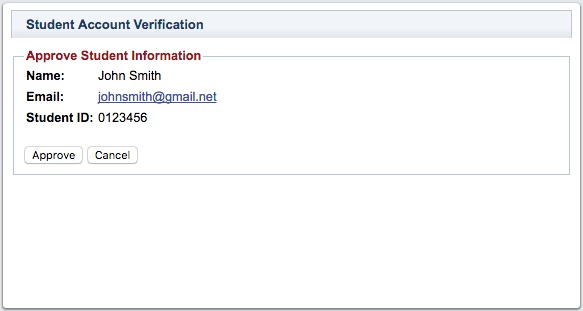 Student Account Verification
Approve Student Information
Name: John Smith
Email: johnsmith@gmail.net
Student ID: 0123456
Approve Cancel